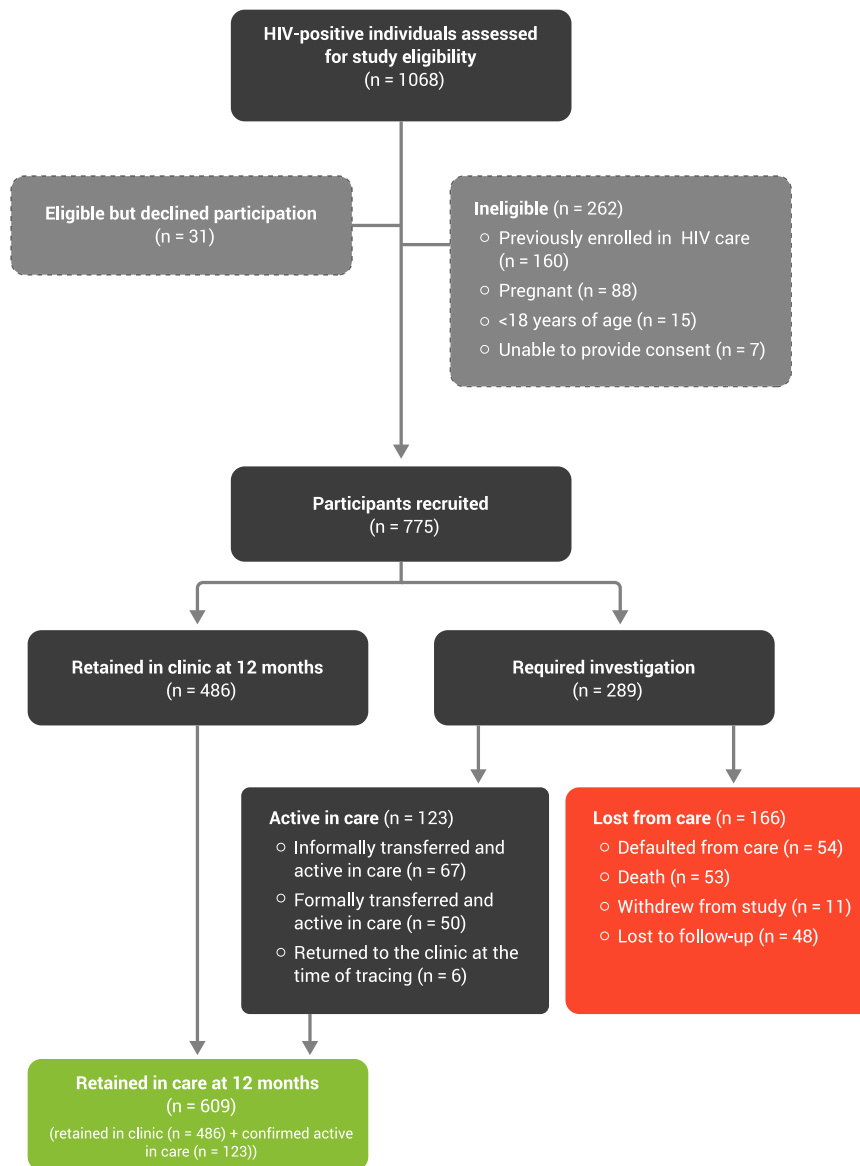 HIV-positive individuals assessed
for study eligibility
(n = 1068)
Eligible but declined participation
(n = 31)
Ineligible (n = 262)
○ Previously enrolled in HIV care
(n = 160)
○ Pregnant (n = 88)
○ <18 years of age (n = 15)
○ Unable to provide consent (n = 7)
Participants recruited
(n = 775)
Retained in clinic at 12 months
(n = 486)
Required investigation
(n = 289)
Active in care (n = 123)
○ Informally transferred and
active in care (n = 67)
○ Formally transferred and
active in care (n = 50)
○ Returned to the clinic at the
time of tracing (n = 6)
Lost from care (n = 166)
○ Defaulted from care (n = 54)
○ Death (n = 53)
○ Withdrew from study (n = 11)
○ Lost to follow-up (n = 48)
Retained in care at 12 months
(n = 609)
(retained in clinic (n = 486) + confirmed active
in care (n = 123))